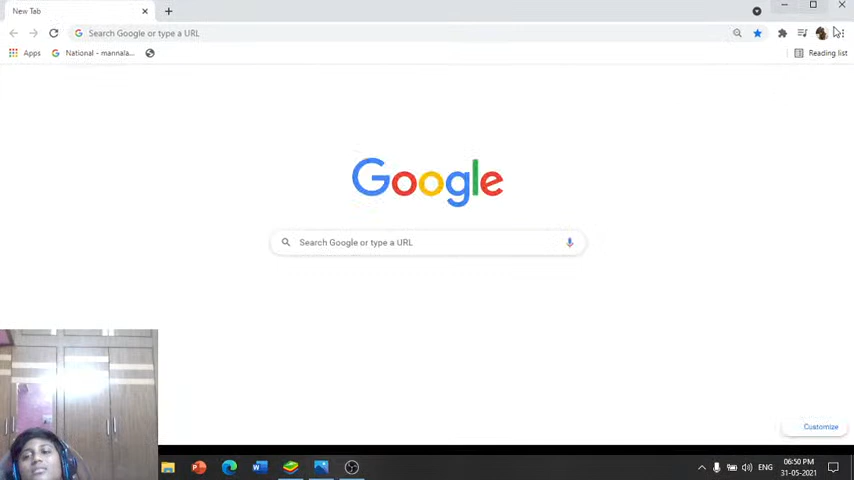 New Tab
Search Google or type a URL
Apps
National - mannala...
Reading list
Google
Search Google or type a URL
Customize
ENG
06:50 PM
31-05-2021